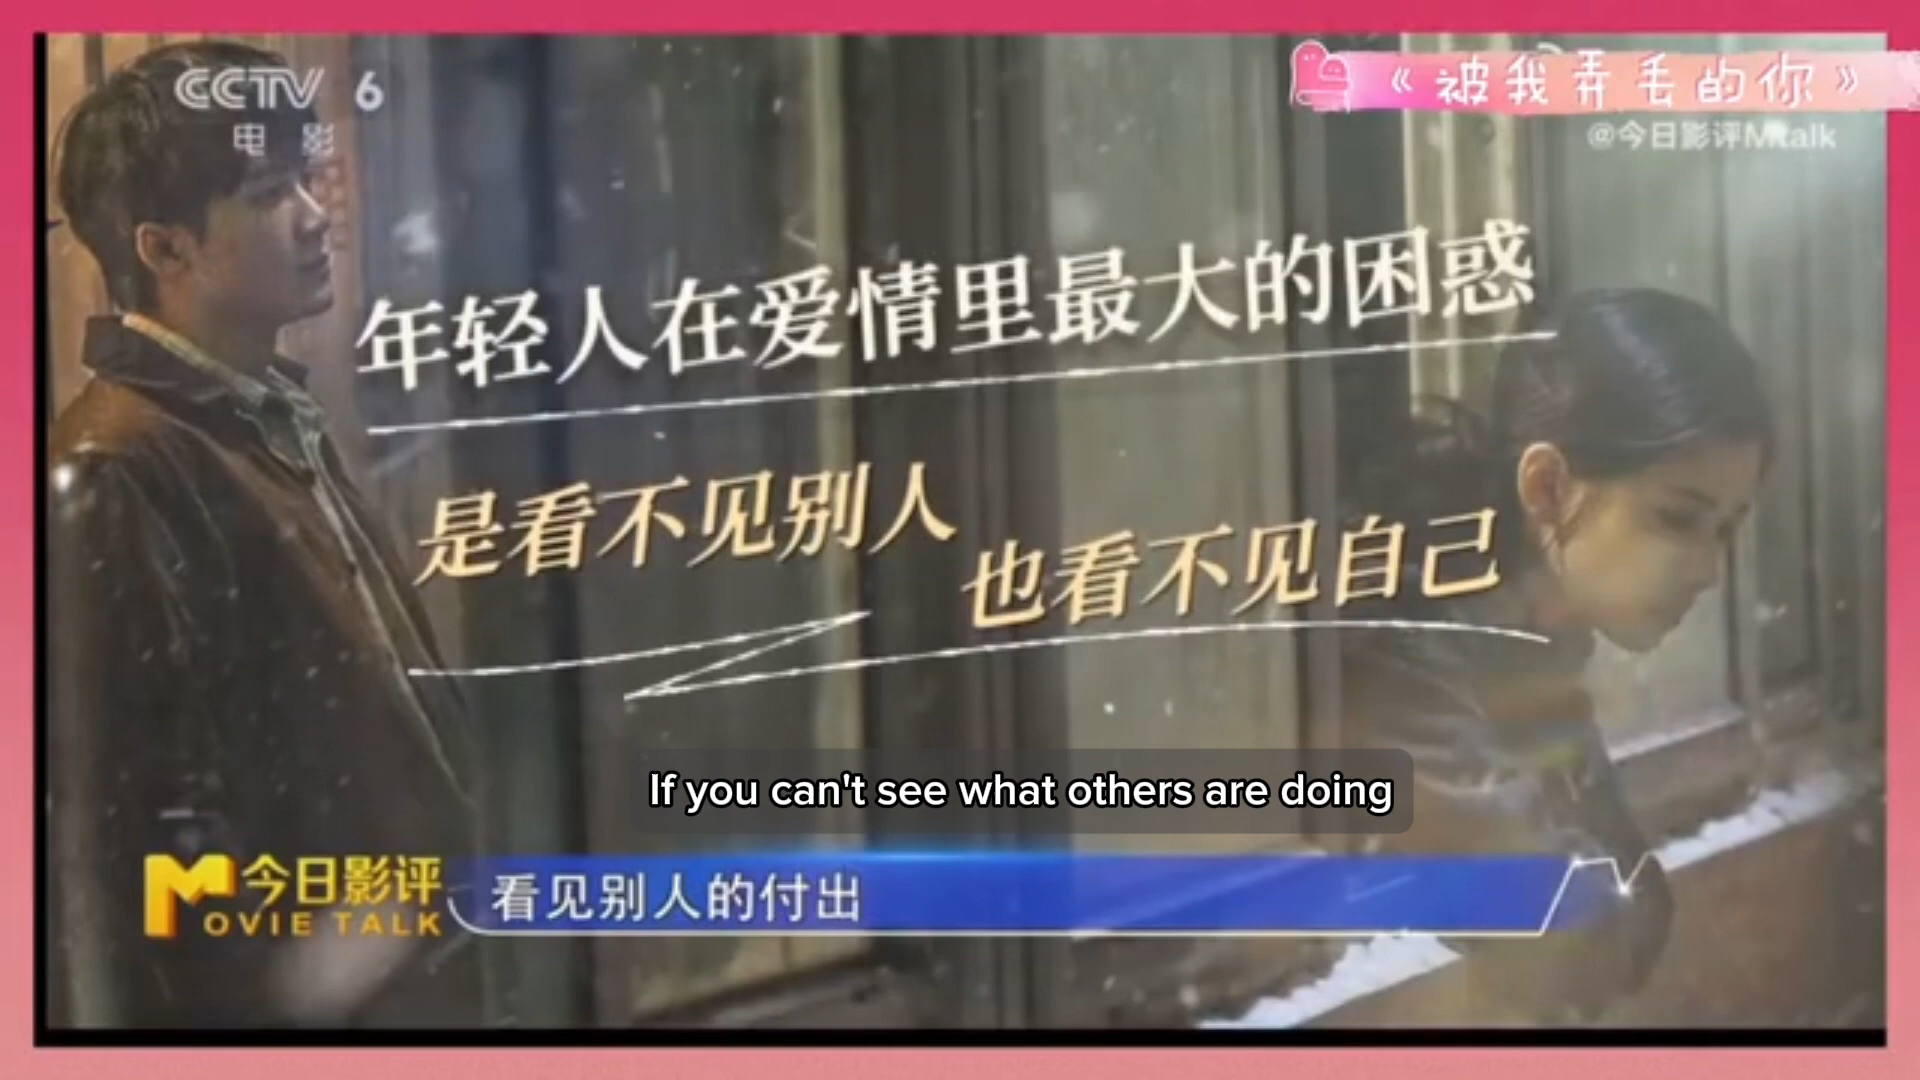 CCTV 6
电影
《被我弄丢的你》
@今日影评Mtalk
年轻人在爱情里最大的困惑
是看不见别人
也看不见自己
If you can't see what others are doing
今日影评
MOVIE TALK
看见别人的付出